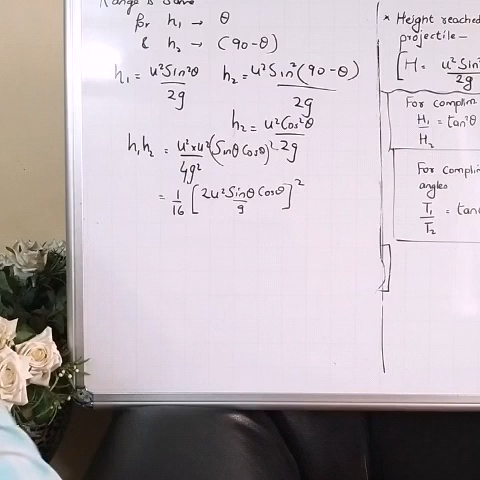 Range is same
for h₁ → θ
& h₂ → (90-θ)
h₁ = u²Sin²θ/2g h₂ = u²Sin²(90-θ)/2g
h₂ = u²Cos²θ/2g
h₁h₂ = u²×u²/4g² (Sinθ Cosθ)²
= 1/16 [2u²Sinθ Cosθ/g]²
* Height reached
projectile –
H = u²Sin²/2g
For complim
H₁/H₂ = tan²θ
For complim
angles
T₁/T₂ = tan